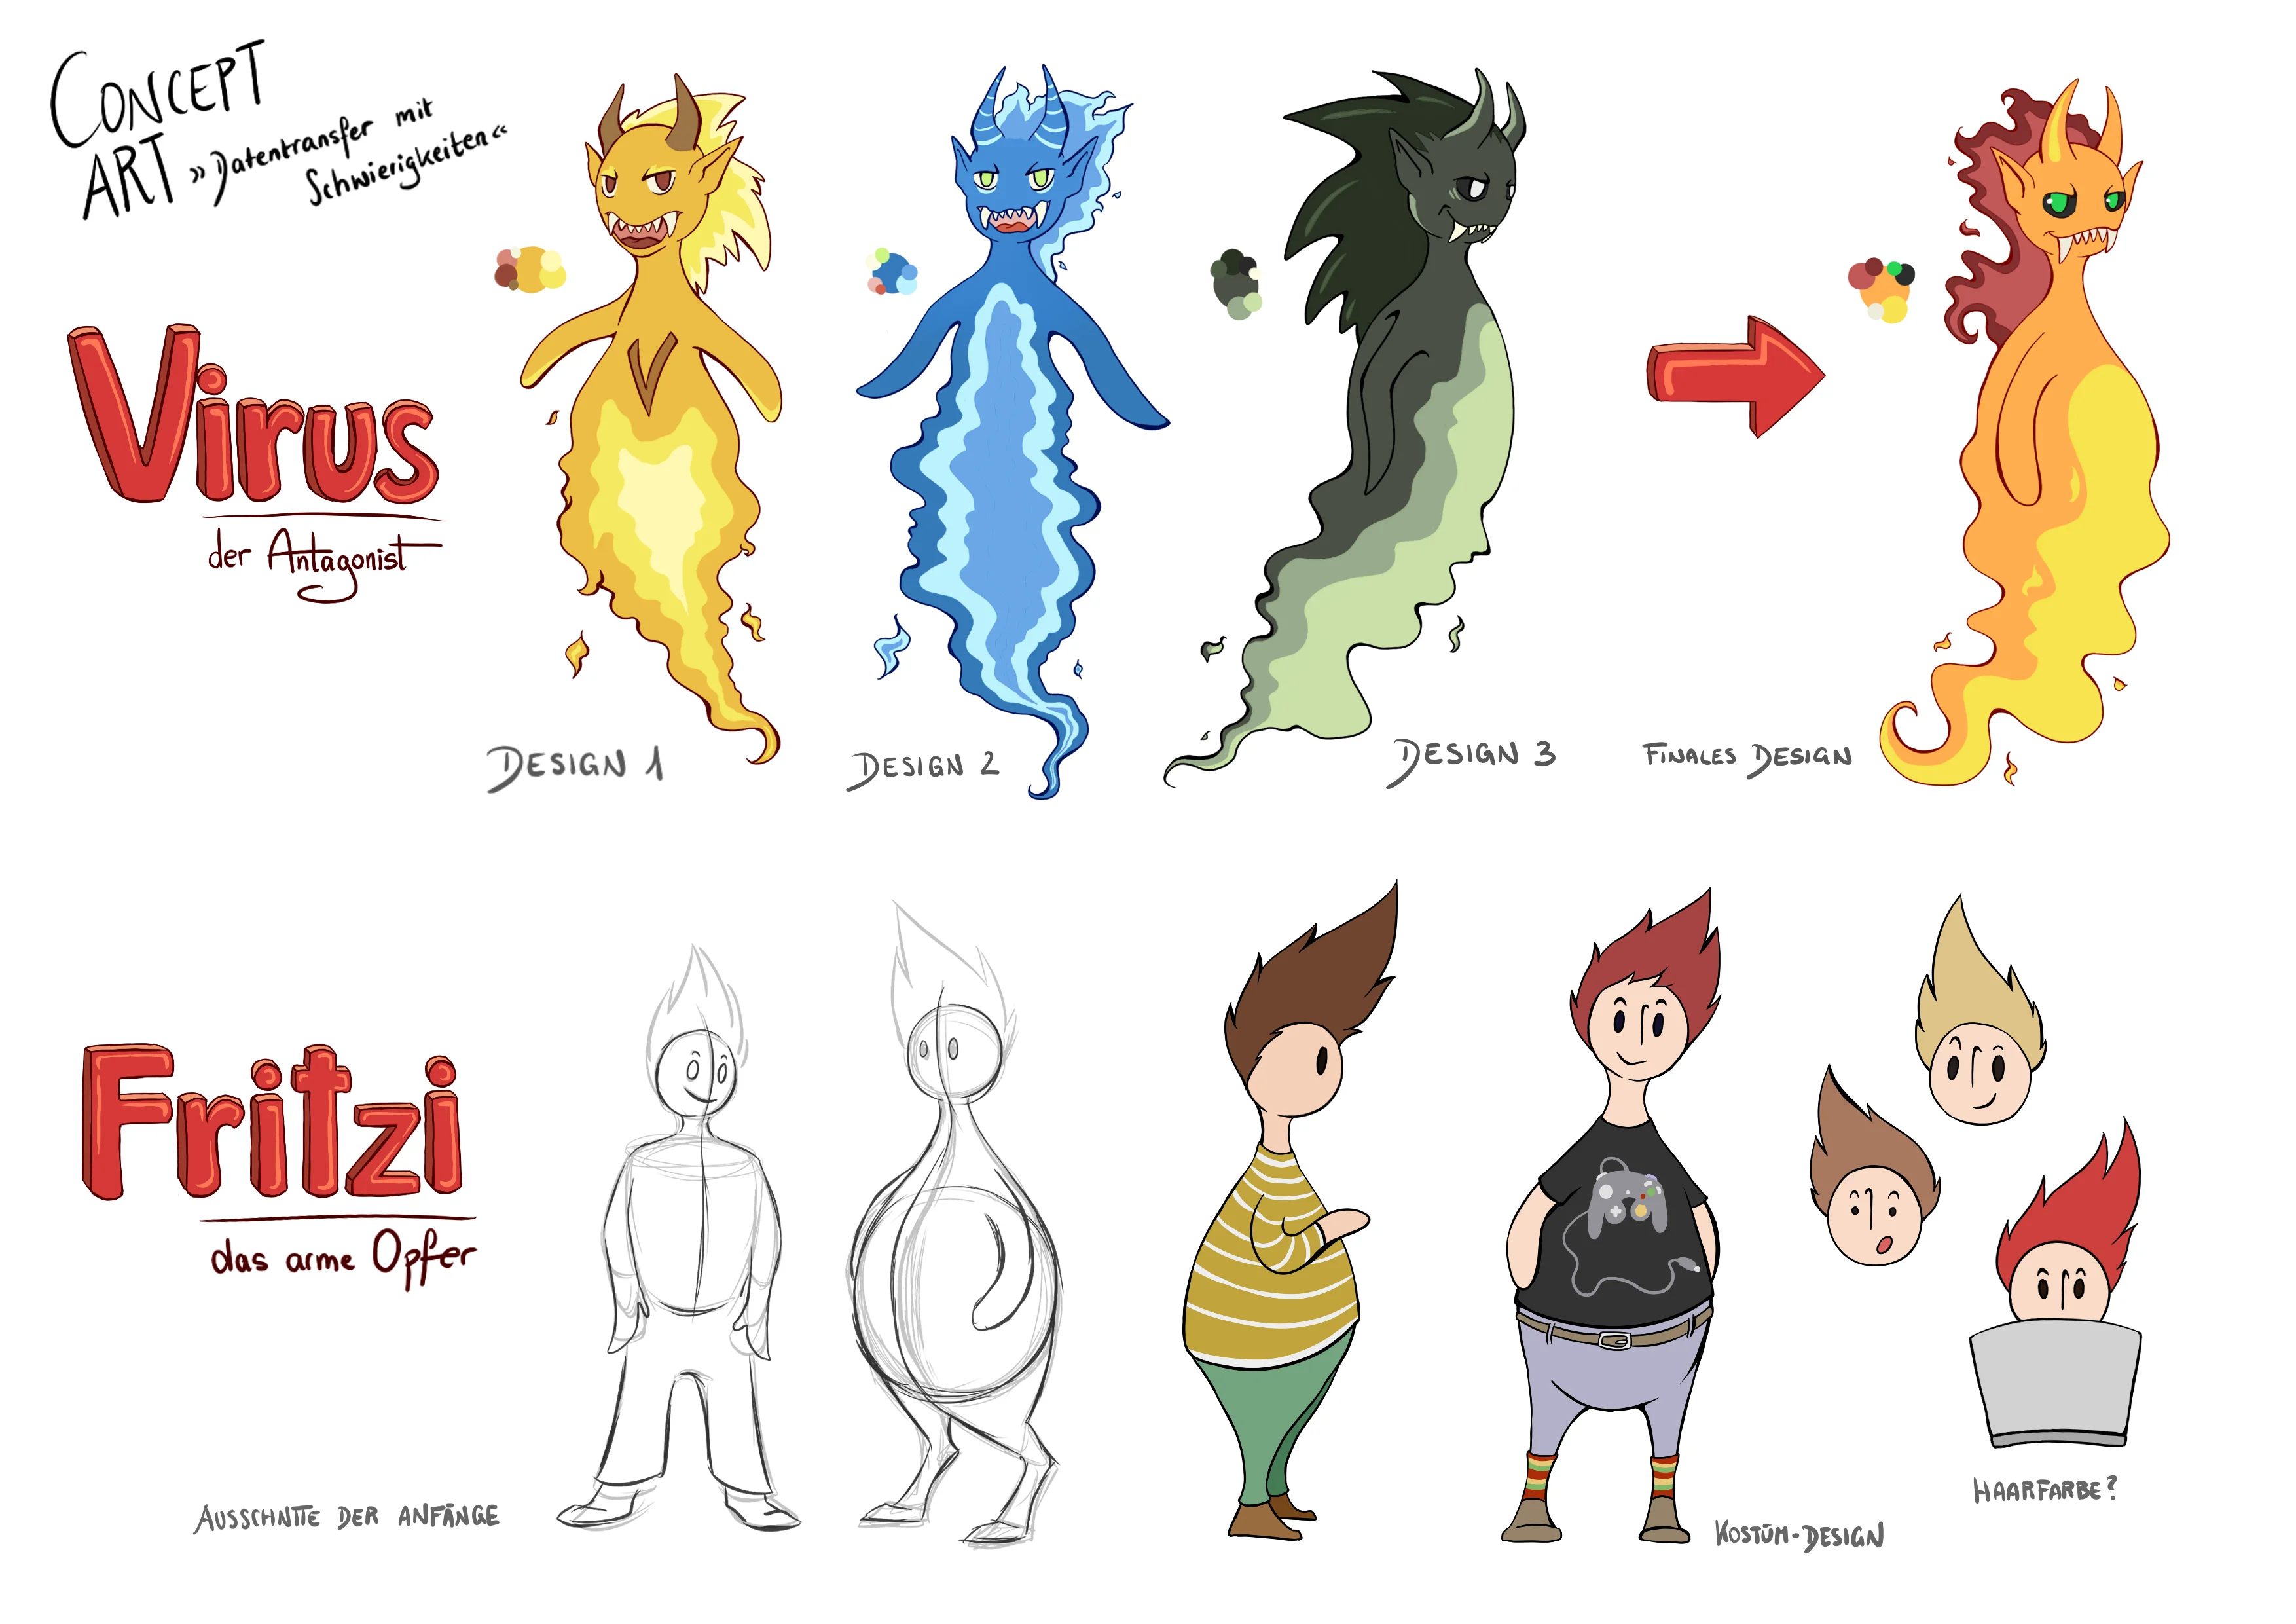 CONCEPT
ART »Datentransfer mit
Schwierigkeiten«
Virus
der Antagonist
DESIGN 1
DESIGN 2
DESIGN 3
FINALES DESIGN
Fritzi
das arme Opfer
AUSSCHNITTE DER ANFÄNGE
KOSTÜM-DESIGN
HAARFARBE?